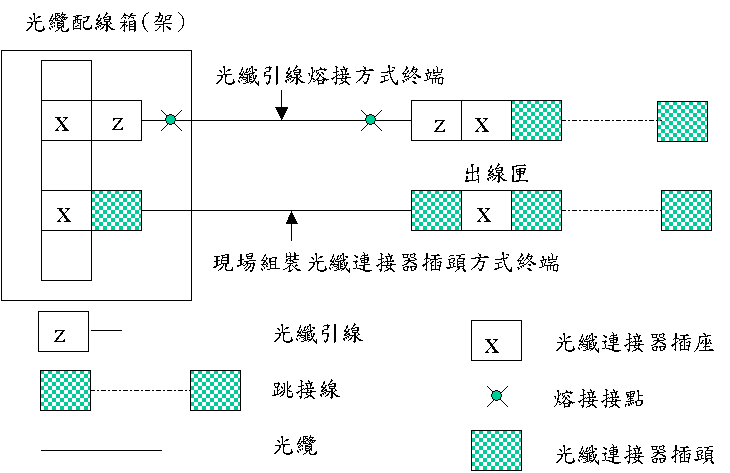 光纜配線箱(架)
光纖引線熔接方式終端
x z z x
出線匣
x x
現場組裝光纖連接器插頭方式終端
z 光纖引線 x 光纖連接器插座
跳接線 熔接接點
光纜 光纖連接器插頭